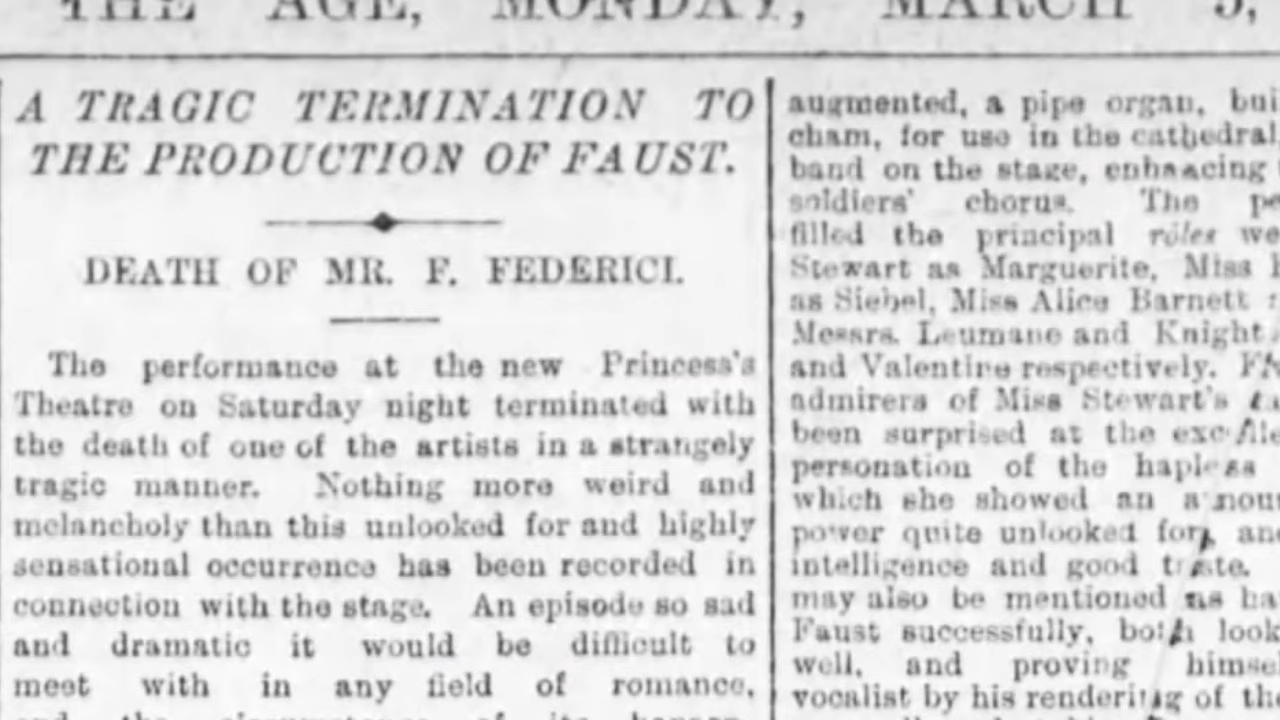 THE AGE, MONDAY, MARCH 5,
A TRAGIC TERMINATION TO
THE PRODUCTION OF FAUST.
DEATH OF MR. F. FEDERICI.
The performance at the new Princess's
Theatre on Saturday night terminated with
the death of one of the artists in a strangely
tragic manner. Nothing more weird and
melancholy than this unlooked for and highly
sensational occurrence has been recorded in
connection with the stage. An episode so sad
and dramatic it would be difficult to
meet with in any field of romance,
augmented, a pipe organ, bui
cham, for use in the cathedral,
band on the stage, enhancing
soldiers' chorus. The pe
filled the principal rôles we
Stewart as Marguerite, Miss
as Siebel, Miss Alice Barnett
Messrs. Leumane and Knight
and Valentine respectively.
admirers of Miss Stewart's
been surprised at the
personation of the hapless
which she showed an amoun
power quite unlooked for, and
intelligence and good taste.
may also be mentioned as ha
Faust successfully, both look
well, and proving himsel
vocalist by his rendering of the